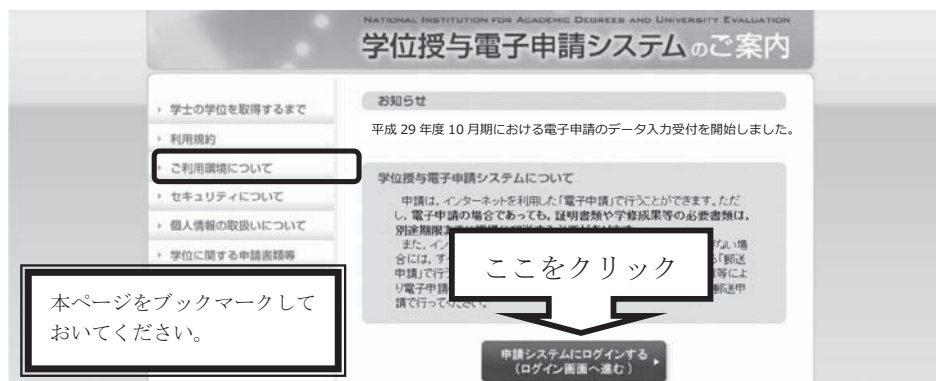 NATIONAL INSTITUTION FOR ACADEMIC DEGREES AND UNIVERSITY EVALUATION
学位授与電子申請システムのご案内
学士の学位を取得するまで
利用規約
ご利用環境について
セキュリティについて
個人情報の取扱いについて
学位に関する申請書類等
お知らせ
平成 29 年度 10 月期における電子申請のデータ入力受付を開始しました。
学位授与電子申請システムについて
申請は、インターネットを利用した「電子申請」で行うことができます。ただ
し、電子申請の場合であっても、証明書類や学修成果等の必要書類は、
別途期限
また、イン
ない場
合には、す
「郵送
申請」で行
等によ
り電子申請
郵送申
請で行ってください。
ここをクリック
本ページをブックマークして
おいてください。
申請システムにログインする
(ログイン画面へ進む)